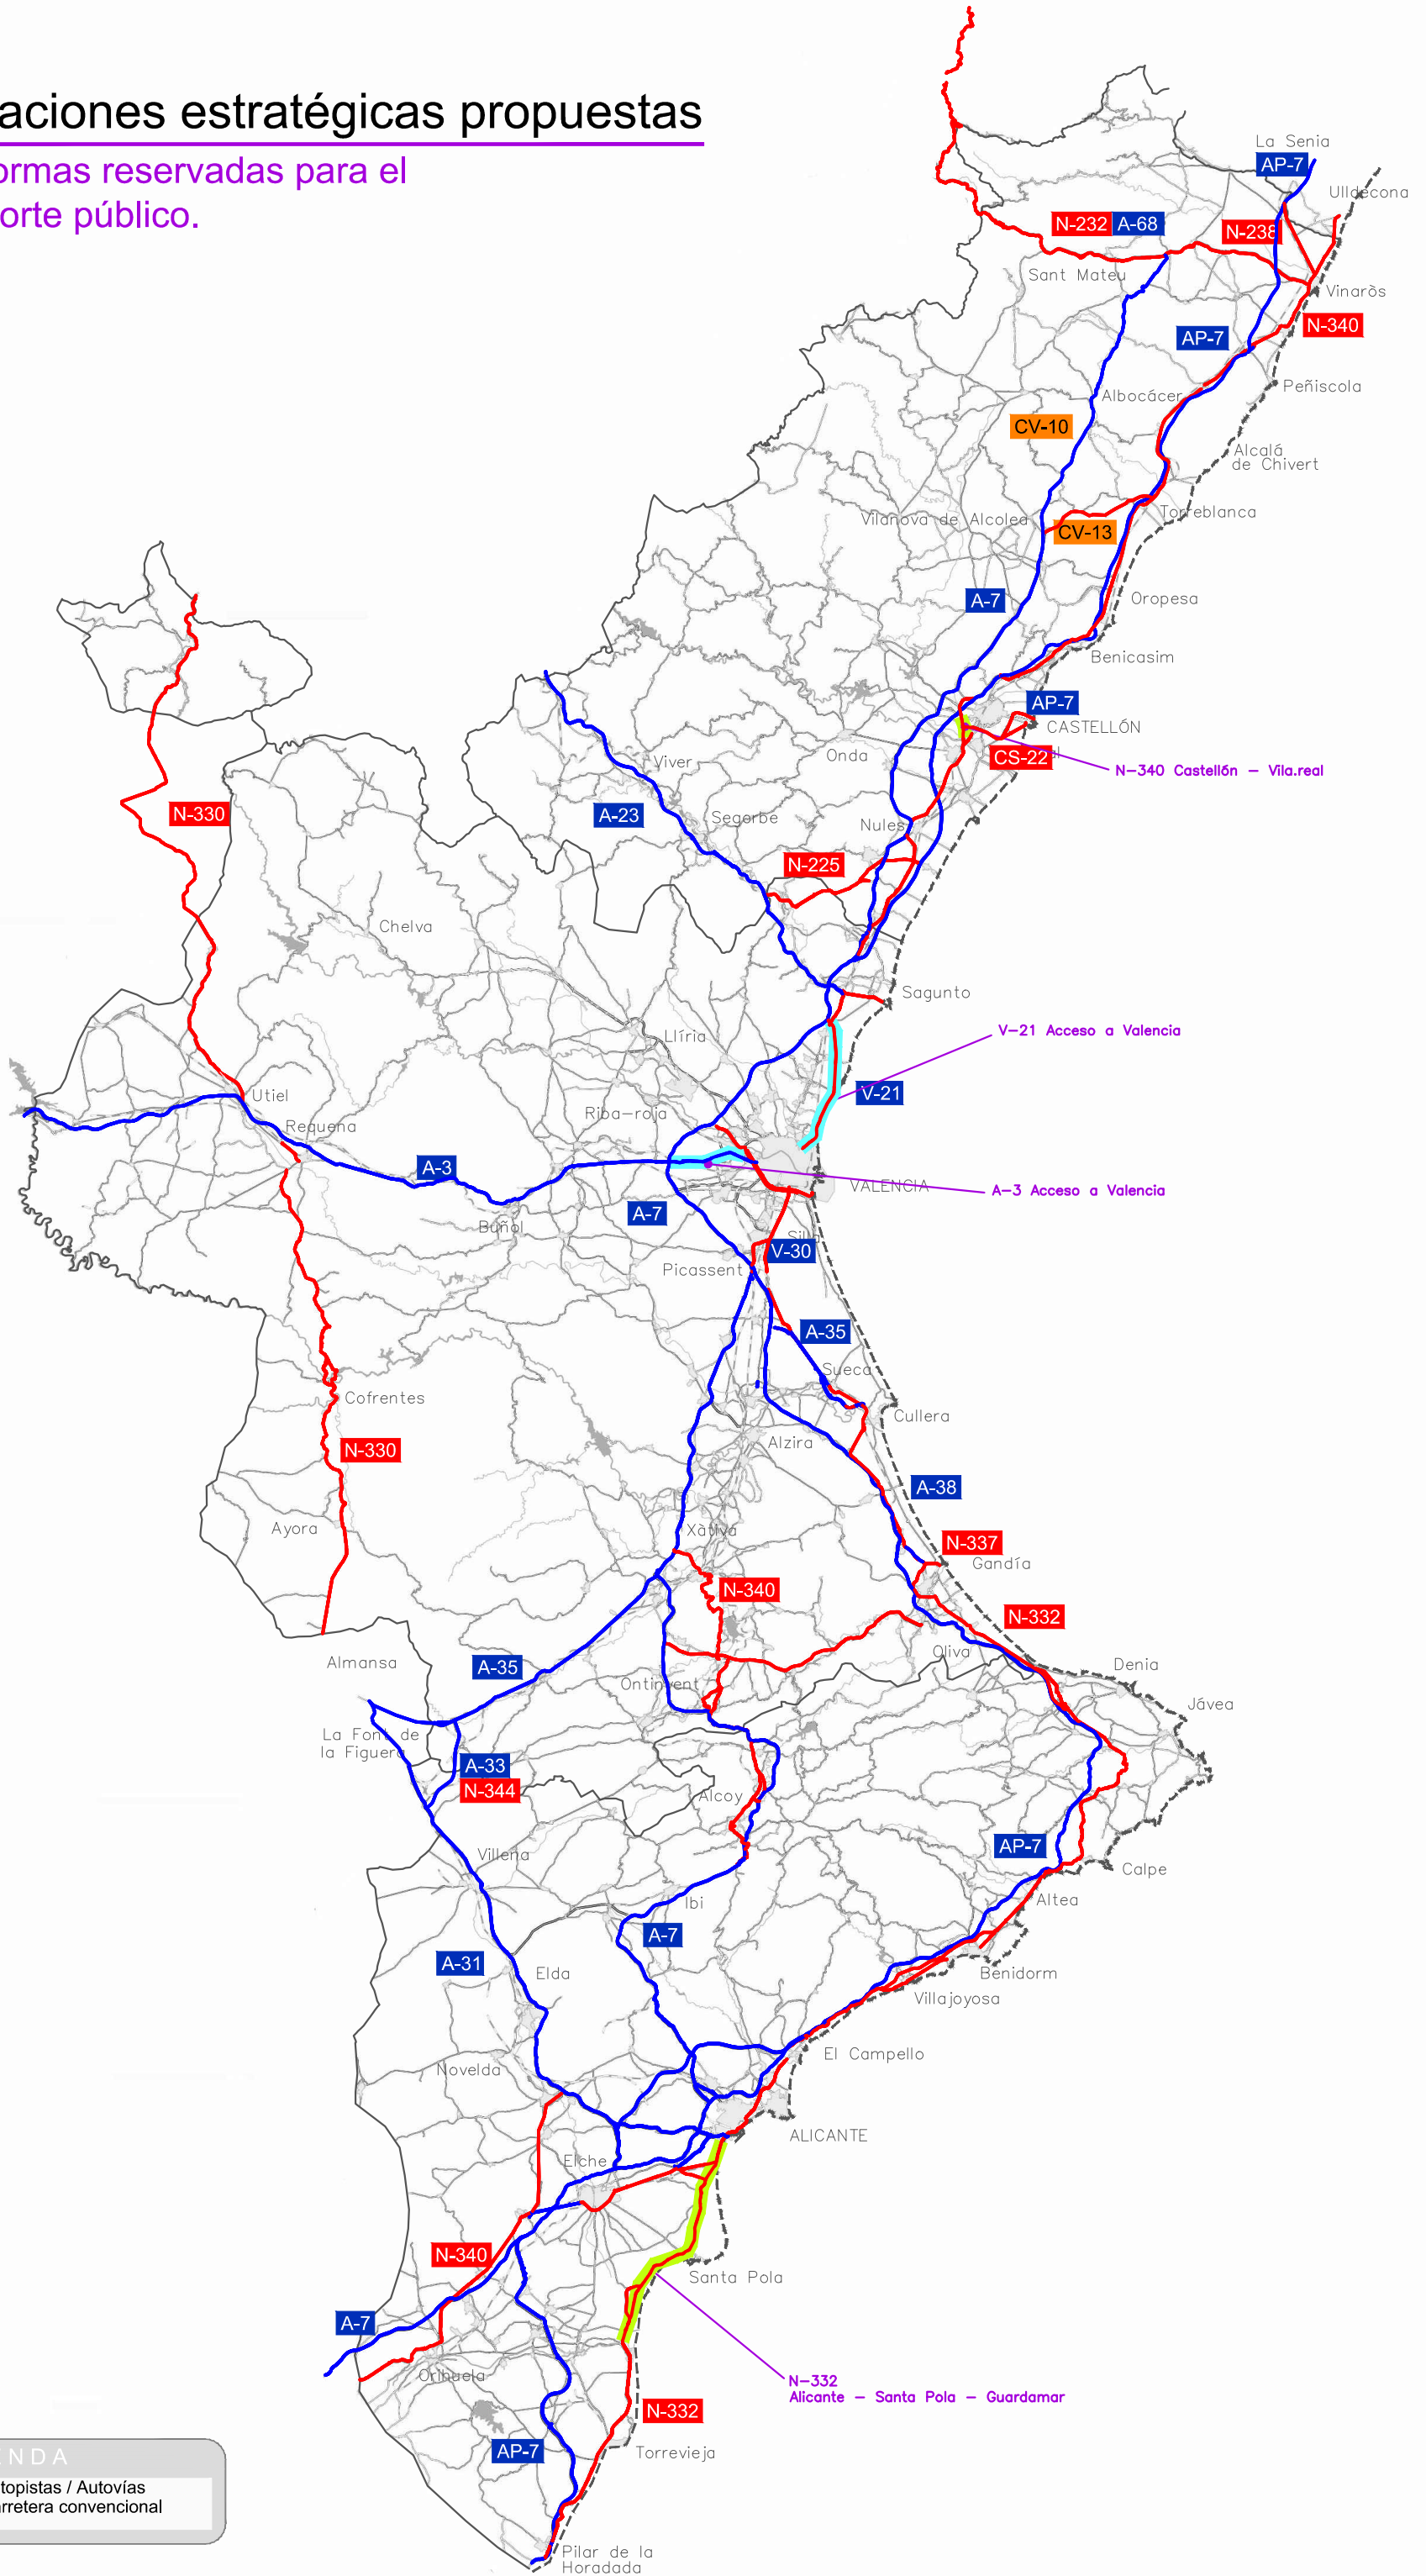 aciones estratégicas propuestas
ormas reservadas para el
orte público.
La Senia
AP-7
Ulldecona
N-232
A-68
N-238
Sant Mateu
Vinaròs
N-340
AP-7
Peñiscola
Albocácer
CV-10
Alcalá
de Chivert
Vilanova de Alcolea
Torreblanca
CV-13
A-7
Oropesa
Benicasim
AP-7
CASTELLÓN
Onda
CS-22
N-340 Castellón - Vila.real
Viver
A-23
N-330
Segorbe
Nules
N-225
Chelva
Sagunto
V-21 Acceso a Valencia
Llíria
V-21
Utiel
Riba-roja
Requena
A-3
VALENCIA
A-3 Acceso a Valencia
A-7
Buñol
V-30
Picassent
A-35
Sueca
Cofrentes
Cullera
Alzira
N-330
A-38
Ayora
Xàtiva
N-337
Gandía
N-340
N-332
Oliva
Almansa
A-35
Denia
Ontinyent
Jávea
La Font de
la Figuera
A-33
N-344
Alcoy
AP-7
Villena
Calpe
Ibi
Altea
A-7
A-31
Elda
Benidorm
Villajoyosa
El Campello
Novelda
ALICANTE
Elche
N-340
Santa Pola
A-7
Orihuela
N-332
Alicante - Santa Pola - Guardamar
N-332
AP-7
Torrevieja
ENDA
topistas / Autovías
rretera convencional
Pilar de la
Horadada